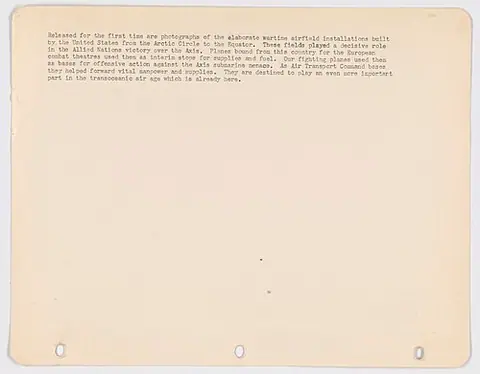 Released for the first time are photographs of the elaborate wartime airfield installations built
by the United States from the Arctic Circle to the Equator. These fields played a decisive role
in the Allied Nations victory over the Axis. Planes bound from this country for the European
combat theatres used them as interim stops for supplies and fuel. Our fighting planes used them
as bases for offensive action against the Axis submarine menace. As Air Transport Command bases
they helped forward vital manpower and supplies. They are destined to play an even more important
part in the transoceanic air age which is already here.